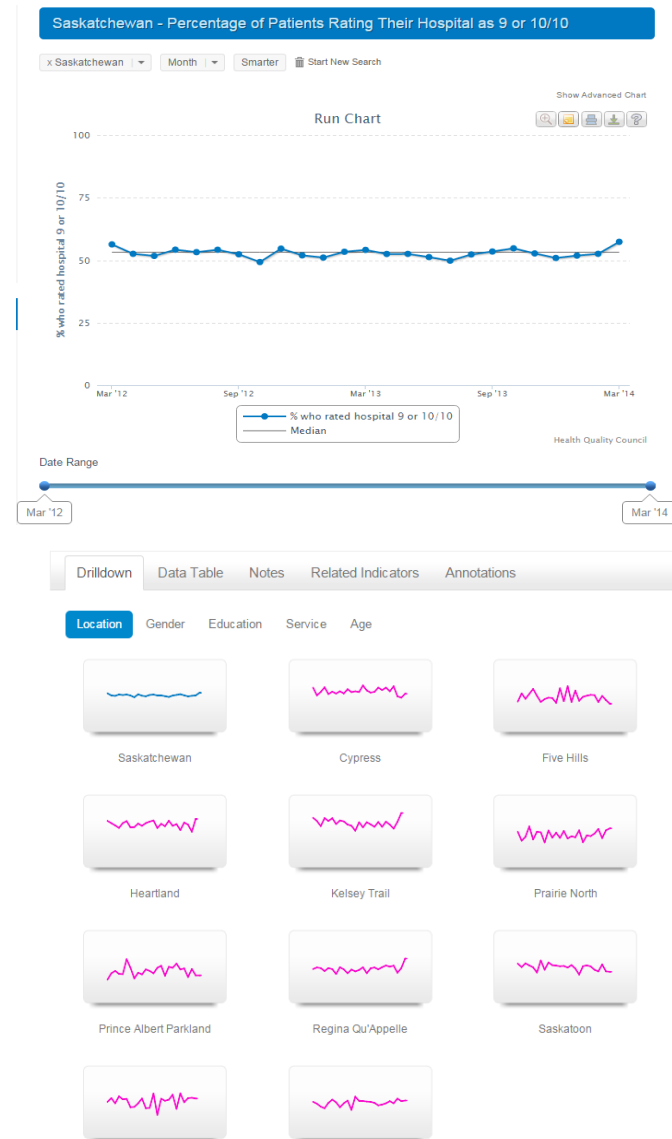 Saskatchewan - Percentage of Patients Rating Their Hospital as 9 or 10/10
x Saskatchewan Month Smarter Start New Search
Show Advanced Chart
Run Chart
% who rated hospital 9 or 10/10
100
75
50
25
0
Mar '12 Sep '12 Mar '13 Sep '13 Mar '14
% who rated hospital 9 or 10/10
Median
Health Quality Council
Date Range
Mar '12 Mar '14
Drilldown Data Table Notes Related Indicators Annotations
Location Gender Education Service Age
Saskatchewan Cypress Five Hills
Heartland Kelsey Trail Prairie North
Prince Albert Parkland Regina Qu'Appelle Saskatoon